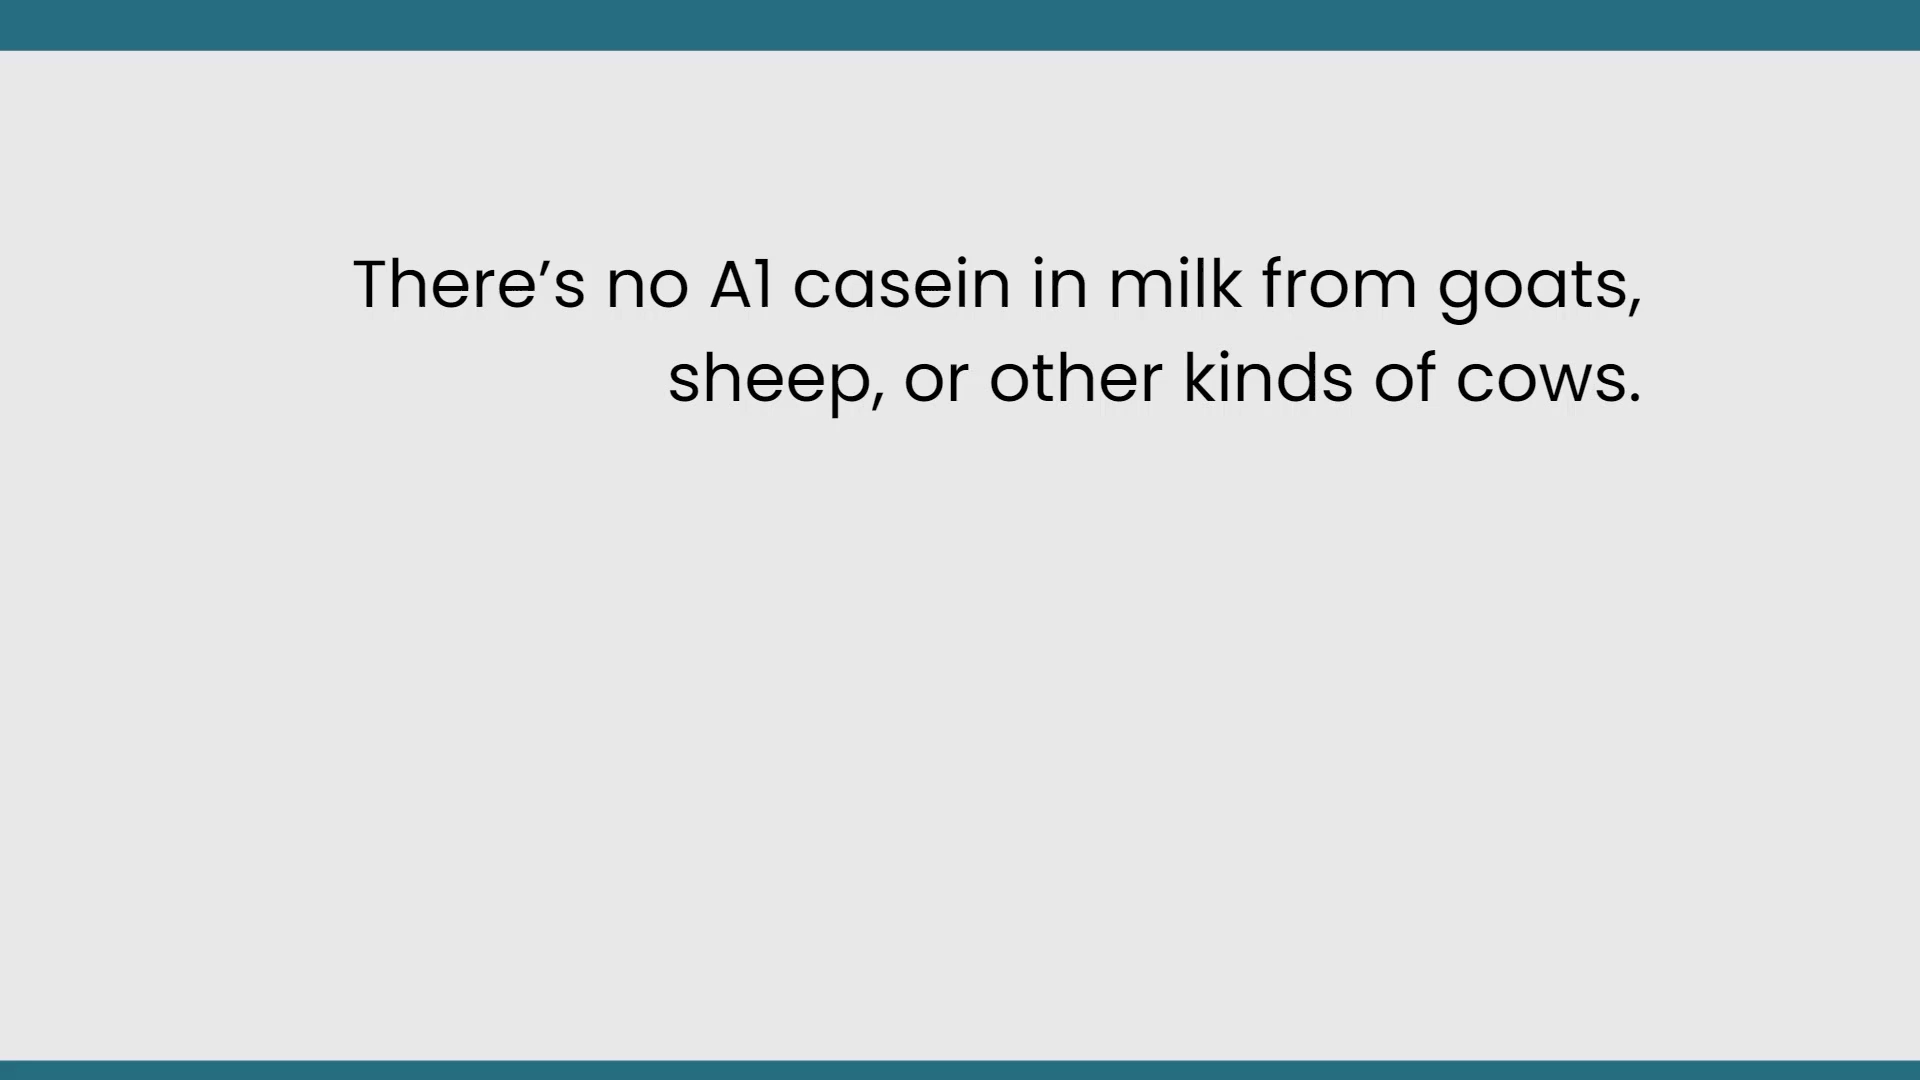 There’s no A1 casein in milk from goats,
sheep, or other kinds of cows.